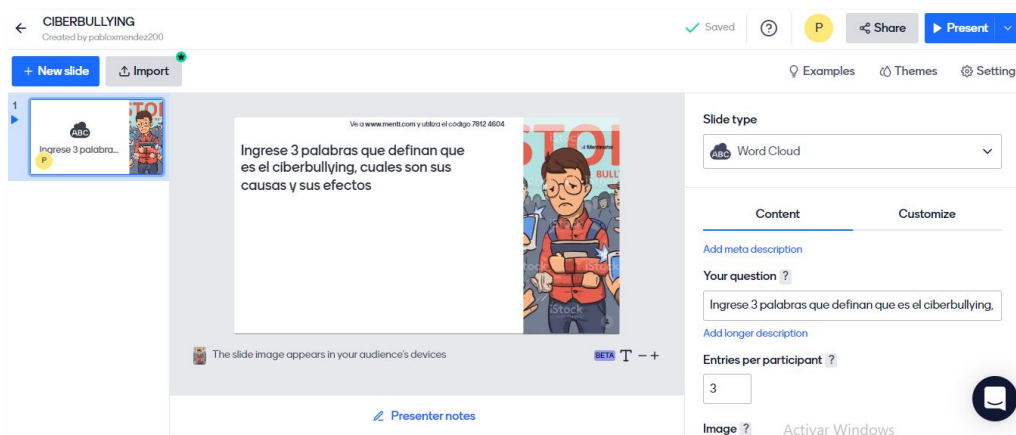 CIBERBULLYING
Created by pabloxmendez200
Saved
P
Share
Present
+ New slide
Import
Examples
Themes
Setting
1
ABC
Ingrese 3 palabra...
P
STOP
Ve a www.menti.com y utiliza el código 7812 4604
Ingrese 3 palabras que definan que
es el ciberbullying, cuales son sus
causas y sus efectos
Mentimeter
BULL
iStock
The slide image appears in your audience's devices
BETA T - +
Presenter notes
Slide type
ABC Word Cloud
Content Customize
Add meta description
Your question ?
Ingrese 3 palabras que definan que es el ciberbullying,
Add longer description
Entries per participant ?
3
Image ?
Activar Windows